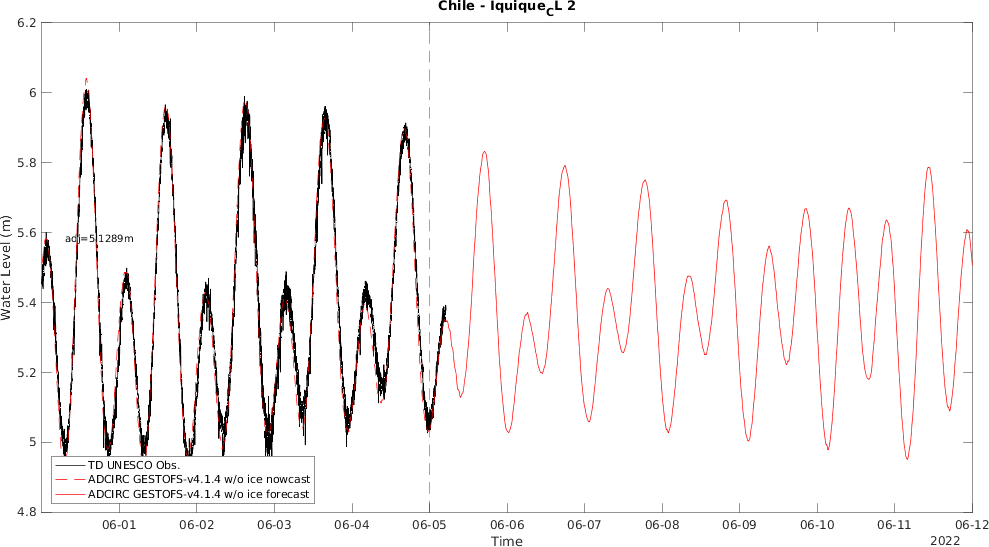 Chile - Iquique_CL 2
6.2
6
5.8
5.6
5.4
5.2
5
4.8
Water Level (m)
adj=5.1289m
TD UNESCO Obs.
ADCIRC GESTOFS-v4.1.4 w/o ice nowcast
ADCIRC GESTOFS-v4.1.4 w/o ice forecast
06-01 06-02 06-03 06-04 06-05 06-06 06-07 06-08 06-09 06-10 06-11 06-12
Time
2022